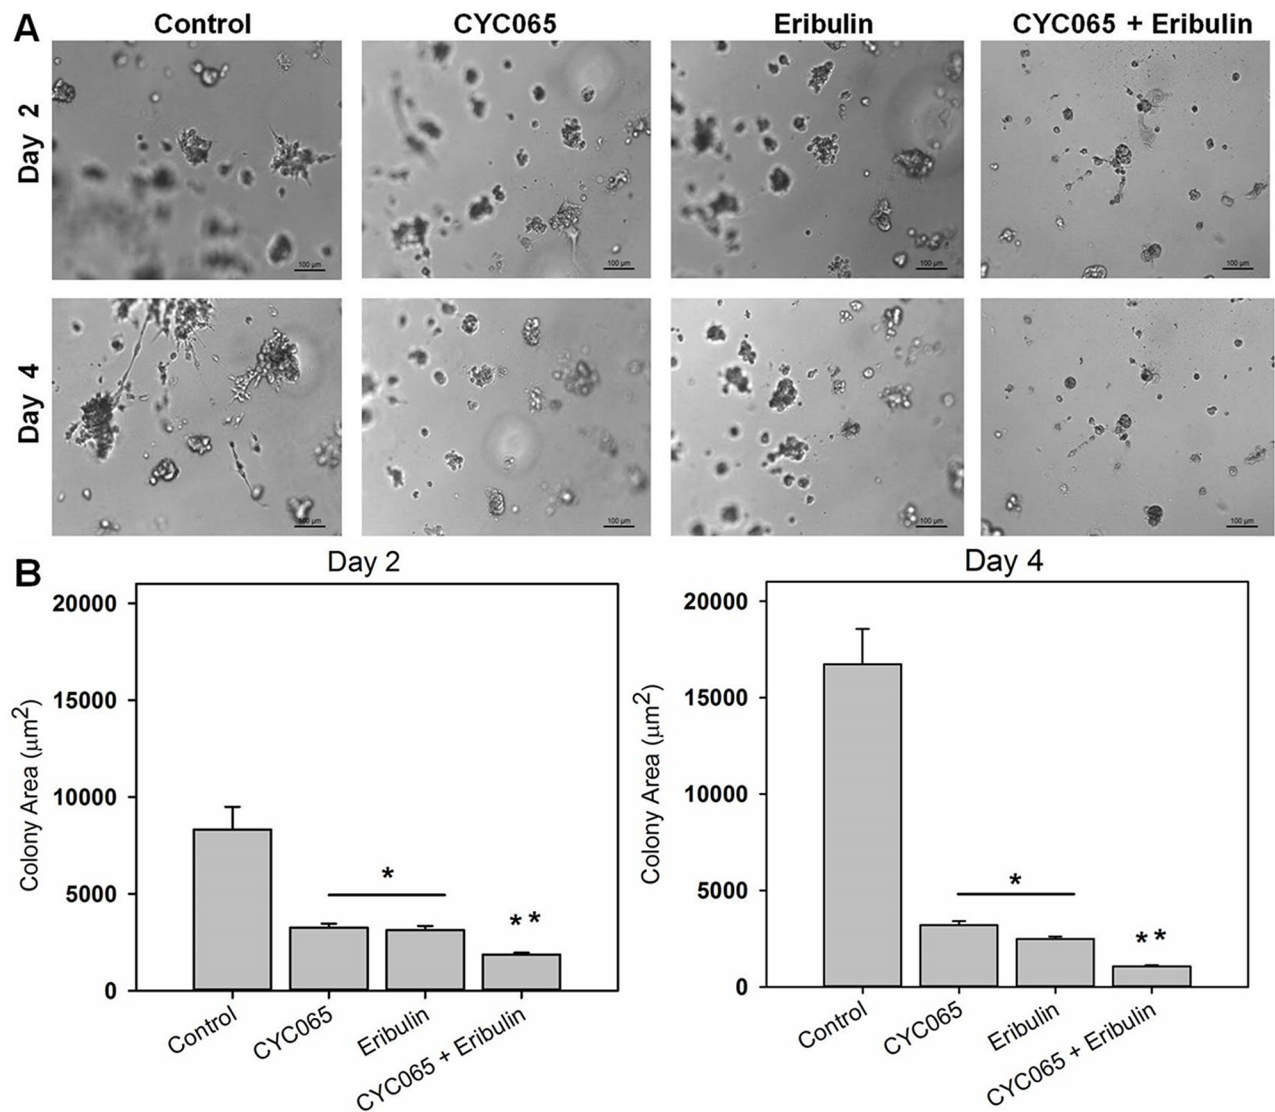 A
Control
CYC065
Eribulin
CYC065 + Eribulin
Day 2
100 µm
100 µm
100 µm
100 µm
Day 4
100 µm
100 µm
100 µm
100 µm
B
Day 2
20000
15000
10000
5000
0
Colony Area (μm2)
*
* *
Control
CYC065
Eribulin
CYC065 + Eribulin
Day 4
20000
15000
10000
5000
0
Colony Area (μm2)
*
* *
Control
CYC065
Eribulin
CYC065 + Eribulin